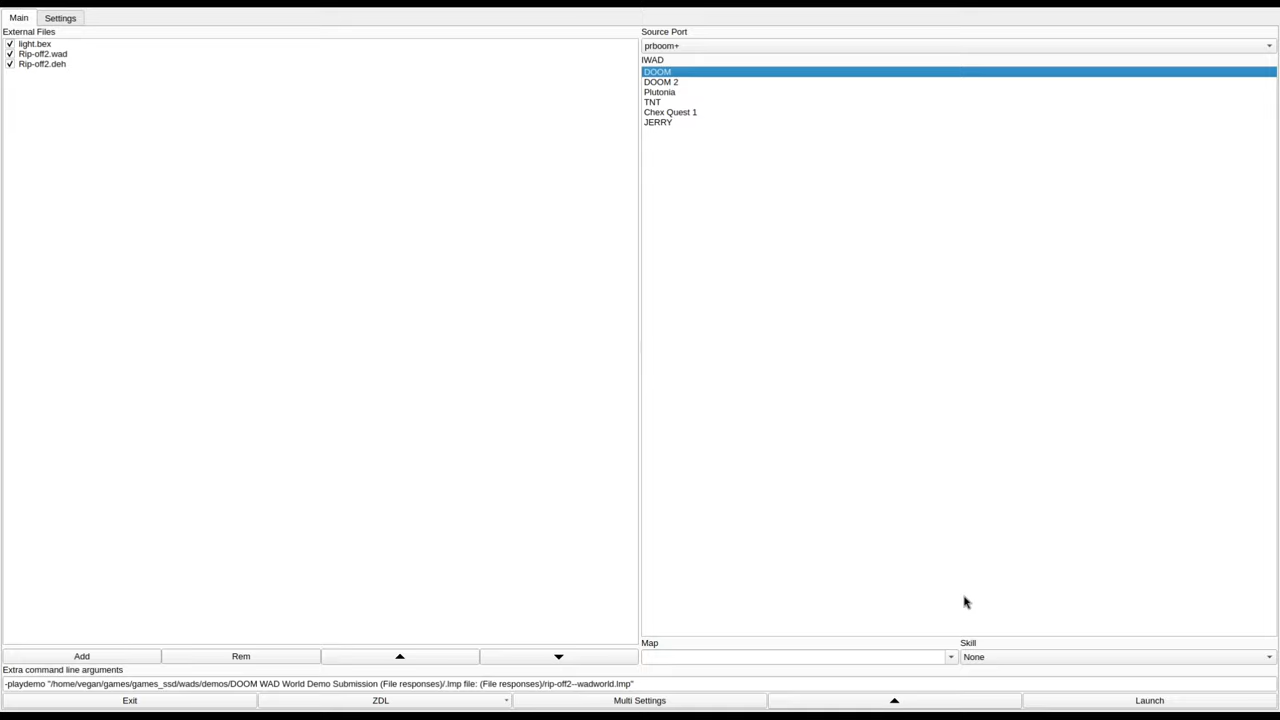 Main Settings
External Files
light.bex
Rip-off2.wad
Rip-off2.deh
Source Port
prboom+
IWAD
DOOM
DOOM 2
Plutonia
TNT
Chex Quest 1
JERRY
Map
Skill
None
Add
Rem
Extra command line arguments
-playdemo "/home/vegan/games/games_ssd/wads/demos/DOOM WAD World Demo Submission (File responses)/.lmp file: (File responses)/rip-off2--wadworld.lmp"
Exit
ZDL
Multi Settings
Launch